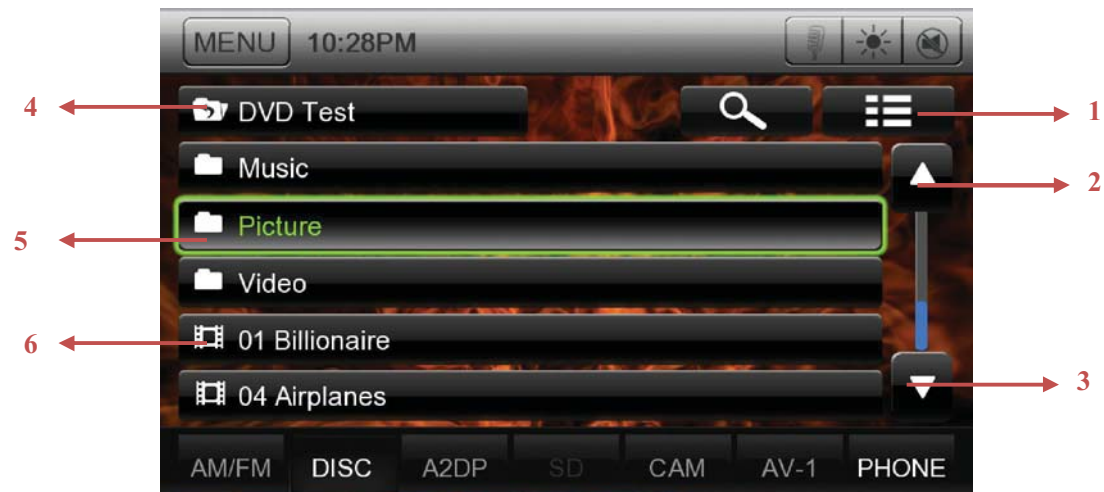 MENU 10:28PM
4 DVD Test 1
Music
2
Picture
5
Video
6 01 Billionaire
04 Airplanes 3
AM/FM DISC A2DP SD CAM AV-1 PHONE